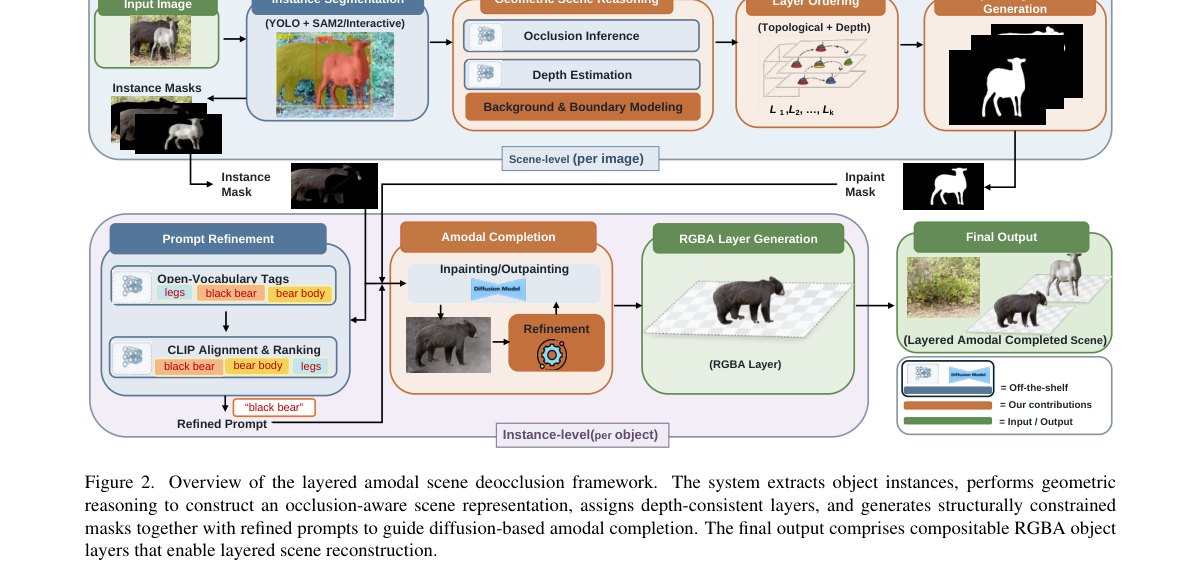 Input Image
Instance Segmentation
(YOLO + SAM2/Interactive)
Geometric Scene Reasoning
Occlusion Inference
Depth Estimation
Background & Boundary Modeling
Layer Ordering
(Topological + Depth)
L 1 ,L2, ..., Lk
Generation
Instance Masks
Scene-level (per image)
Instance
Mask
Inpaint
Mask
Prompt Refinement
Open-Vocabulary Tags
legs
black bear
bear body
CLIP Alignment & Ranking
black bear
bear body
legs
“black bear”
Refined Prompt
Amodal Completion
Inpainting/Outpainting
Diffusion Model
Refinement
RGBA Layer Generation
(RGBA Layer)
Final Output
(Layered Amodal Completed Scene)
Diffusion Model
= Off-the-shelf
= Our contributions
= Input / Output
Instance-level(per object)
Figure 2. Overview of the layered amodal scene deocclusion framework. The system extracts object instances, performs geometric
reasoning to construct an occlusion-aware scene representation, assigns depth-consistent layers, and generates structurally constrained
masks together with refined prompts to guide diffusion-based amodal completion. The final output comprises compositable RGBA object
layers that enable layered scene reconstruction.